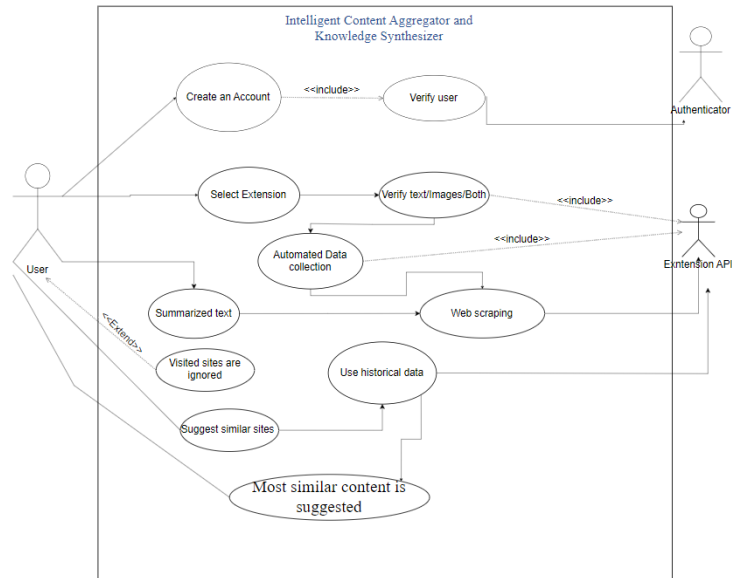 Intelligent Content Aggregator and
Knowledge Synthesizer
Create an Account
<<include>>
Verify user
Authenticator
Select Extension
Verify text/Images/Both
<<include>>
<<include>>
Automated Data
collection
User
Exntension API
Summarized text
Web scraping
<<Extend>>
Visited sites are
ignored
Use historical data
Suggest similar sites
Most similar content is
suggested